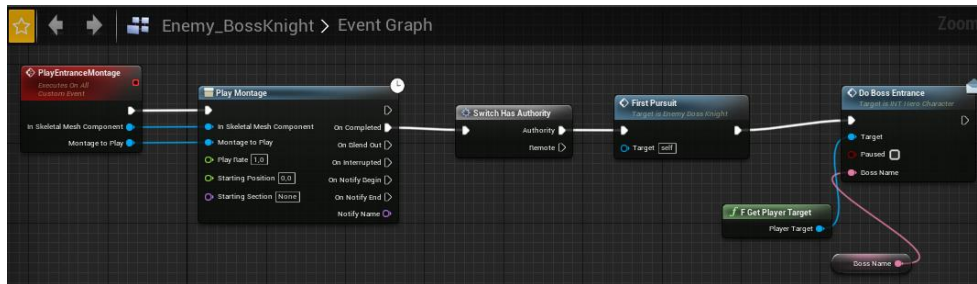 Enemy_BossKnight > Event Graph
Zoom
PlayEntranceMontage
Executes On All
Custom Event
In Skeletal Mesh Component
Montage to Play
Play Montage
In Skeletal Mesh Component
On Completed
Montage to Play
On Blend Out
Play Rate 1,0
On Interrupted
Starting Position 0,0
On Notify Begin
Starting Section None
On Notify End
Notify Name
Switch Has Authority
Authority
Remote
First Pursuit
Target is Enemy Boss Knight
Target self
Do Boss Entrance
Target is INT Hero Character
Target
Paused
Boss Name
F Get Player Target
Player Target
Boss Name